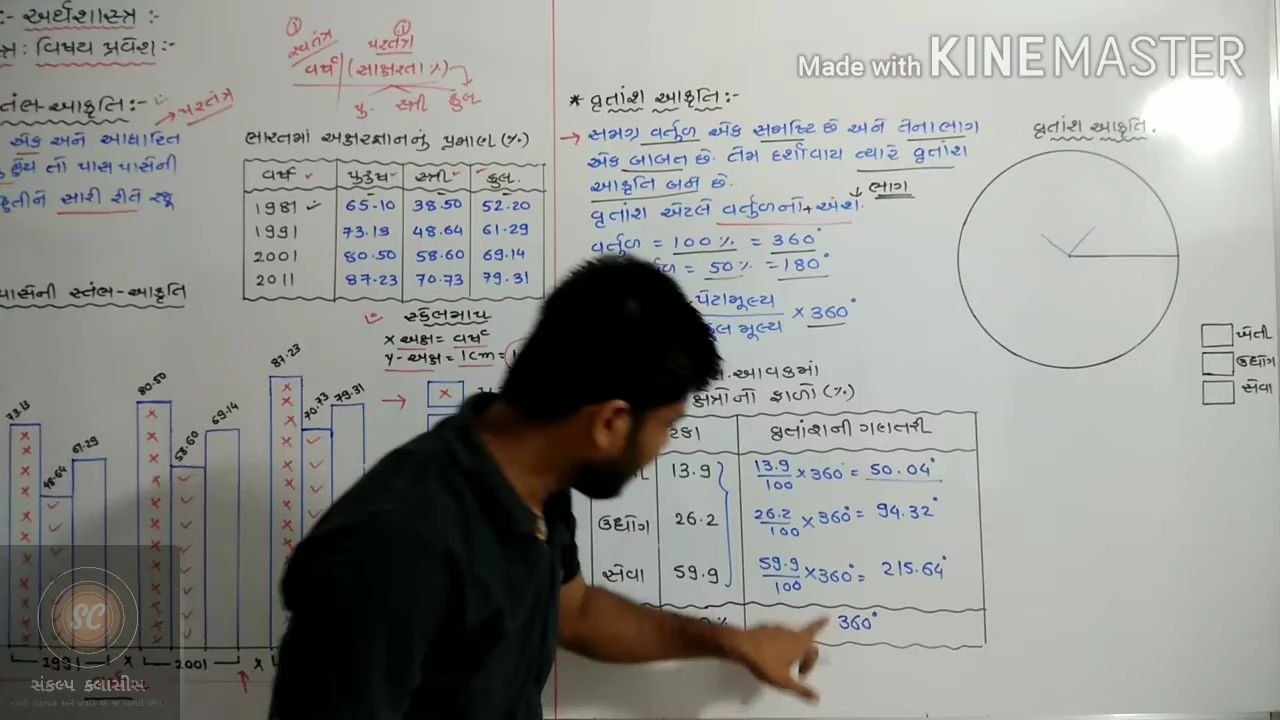 :- અર્થશાસ્ત્ર :-
વિષય પ્રવેશ :-
સ્તંભ-આકૃતિ :-
પરતંત્ર
એક અને આધારિત
હોય તો પાસપાસેની
સારી રીતે રજૂ
પાસેની સ્તંભ-આકૃતિ
① ①
સ્વતંત્ર પરતંત્ર
વર્ષ (સાક્ષરતા %)
પુ. સ્ત્રી કુલ
ભારતમાં અક્ષરજ્ઞાનનું પ્રમાણ (%)
વર્ષ પુરુષ સ્ત્રી કુલ.
1981 65.10 38.50 52.20
1991 73.19 48.64 61.29
2001 80.50 58.60 69.14
2011 87.23 70.73 79.31
સ્કેલમાપ
x અક્ષ = વર્ષ
y-અક્ષ = 1cm =
73.19 48.64 61.29
80.50 58.60 69.14
87.23 70.73 79.31
1991 x 2001 x
SC
સંકલ્પ ક્લાસીસ
Made with KINEMASTER
* વૃતાંશ આકૃતિ:-
→ સમગ્ર વર્તુળ એક સમષ્ટિ છે અને તેના ભાગ
એક બાબત છે. તેમ દર્શાવાય ત્યારે વૃતાંશ
આકૃતિ બને છે.
ભાગ
વૃતાંશ એટલે વર્તુળનો + અંશ.
વર્તુળ = 100% = 360°
= 50% = 180°
પેટામૂલ્ય
કુલ મૂલ્ય × 360°
આવકમાં
ક્ષેત્રોનો ફાળો (%)
ટકા વૃતાંશની ગણતરી
13.9 13.9/100 × 360° = 50.04°
ઉદ્યોગ 26.2 26.2/100 × 360° = 94.32°
સેવા 59.9 59.9/100 × 360° = 215.64°
360°
વૃતાંશ આકૃતિ.
ખેતી
ઉદ્યોગ
સેવા